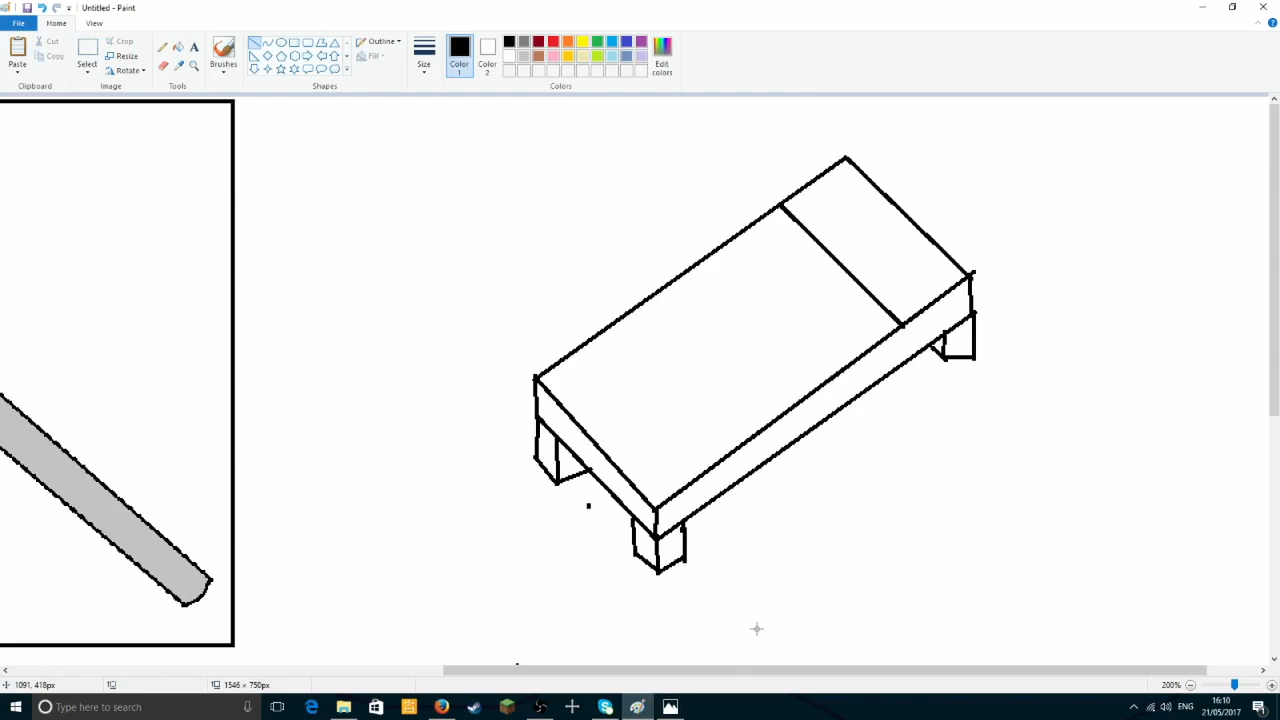 Untitled - Paint
File Home View
Paste
Cut
Copy
Clipboard
Select
Crop
Resize
Rotate
Image
A
Tools
Brushes
Outline
Fill
Shapes
Size
Color
1
Color
2
Edit
colors
Colors
1091, 418px
1546 × 750px
200%
Type here to search
ENG
16:10
21/05/2017
1